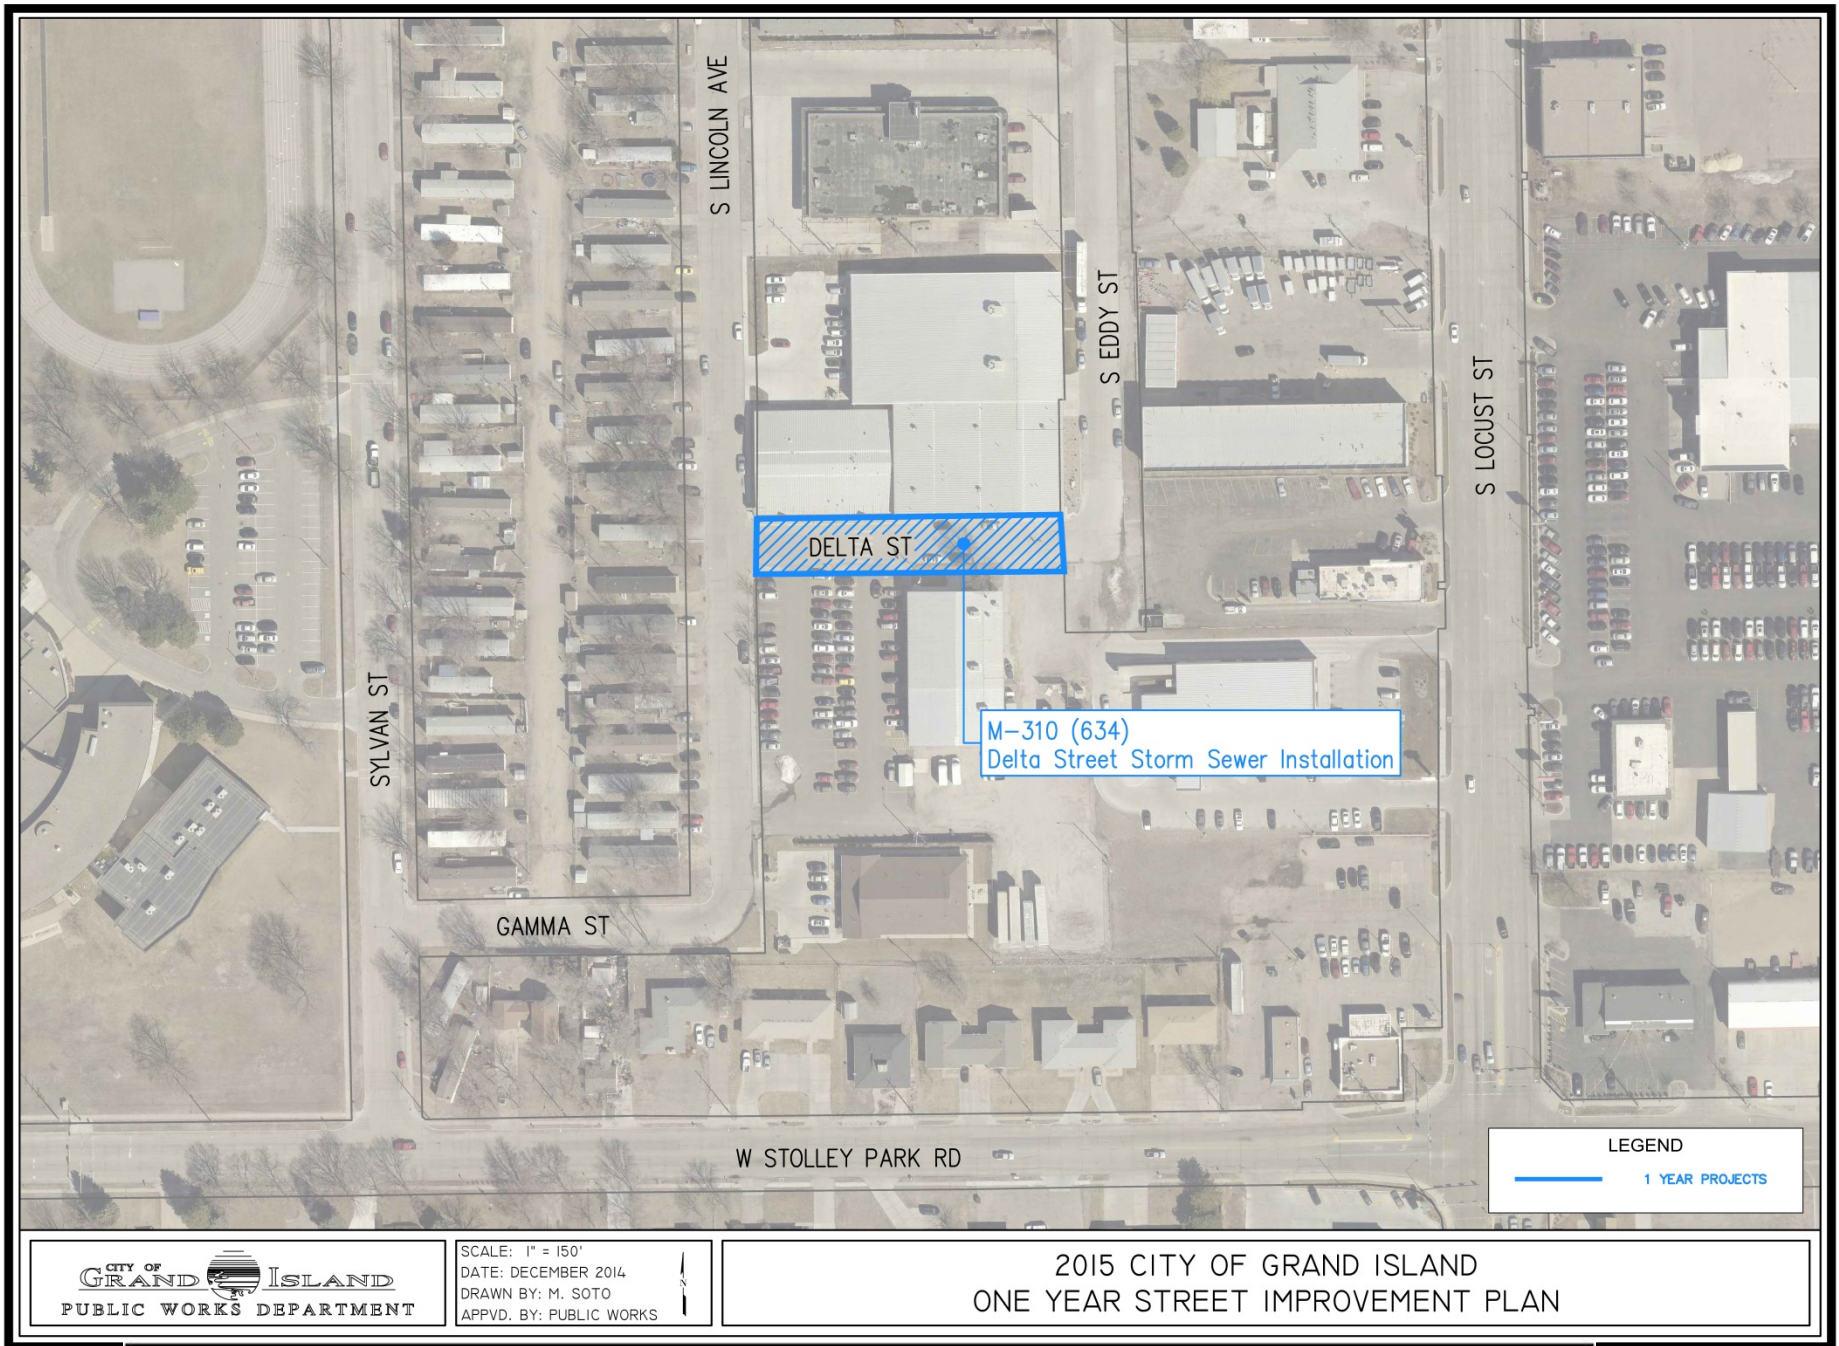 S LINCOLN AVE
S EDDY ST
S LOCUST ST
DELTA ST
SYLVAN ST
M-310 (634)
Delta Street Storm Sewer Installation
GAMMA ST
W STOLLEY PARK RD
LEGEND
1 YEAR PROJECTS
CITY OF
GRAND ISLAND
PUBLIC WORKS DEPARTMENT
SCALE: 1" = 150'
DATE: DECEMBER 2014
DRAWN BY: M. SOTO
APPVD. BY: PUBLIC WORKS
N
2015 CITY OF GRAND ISLAND
ONE YEAR STREET IMPROVEMENT PLAN